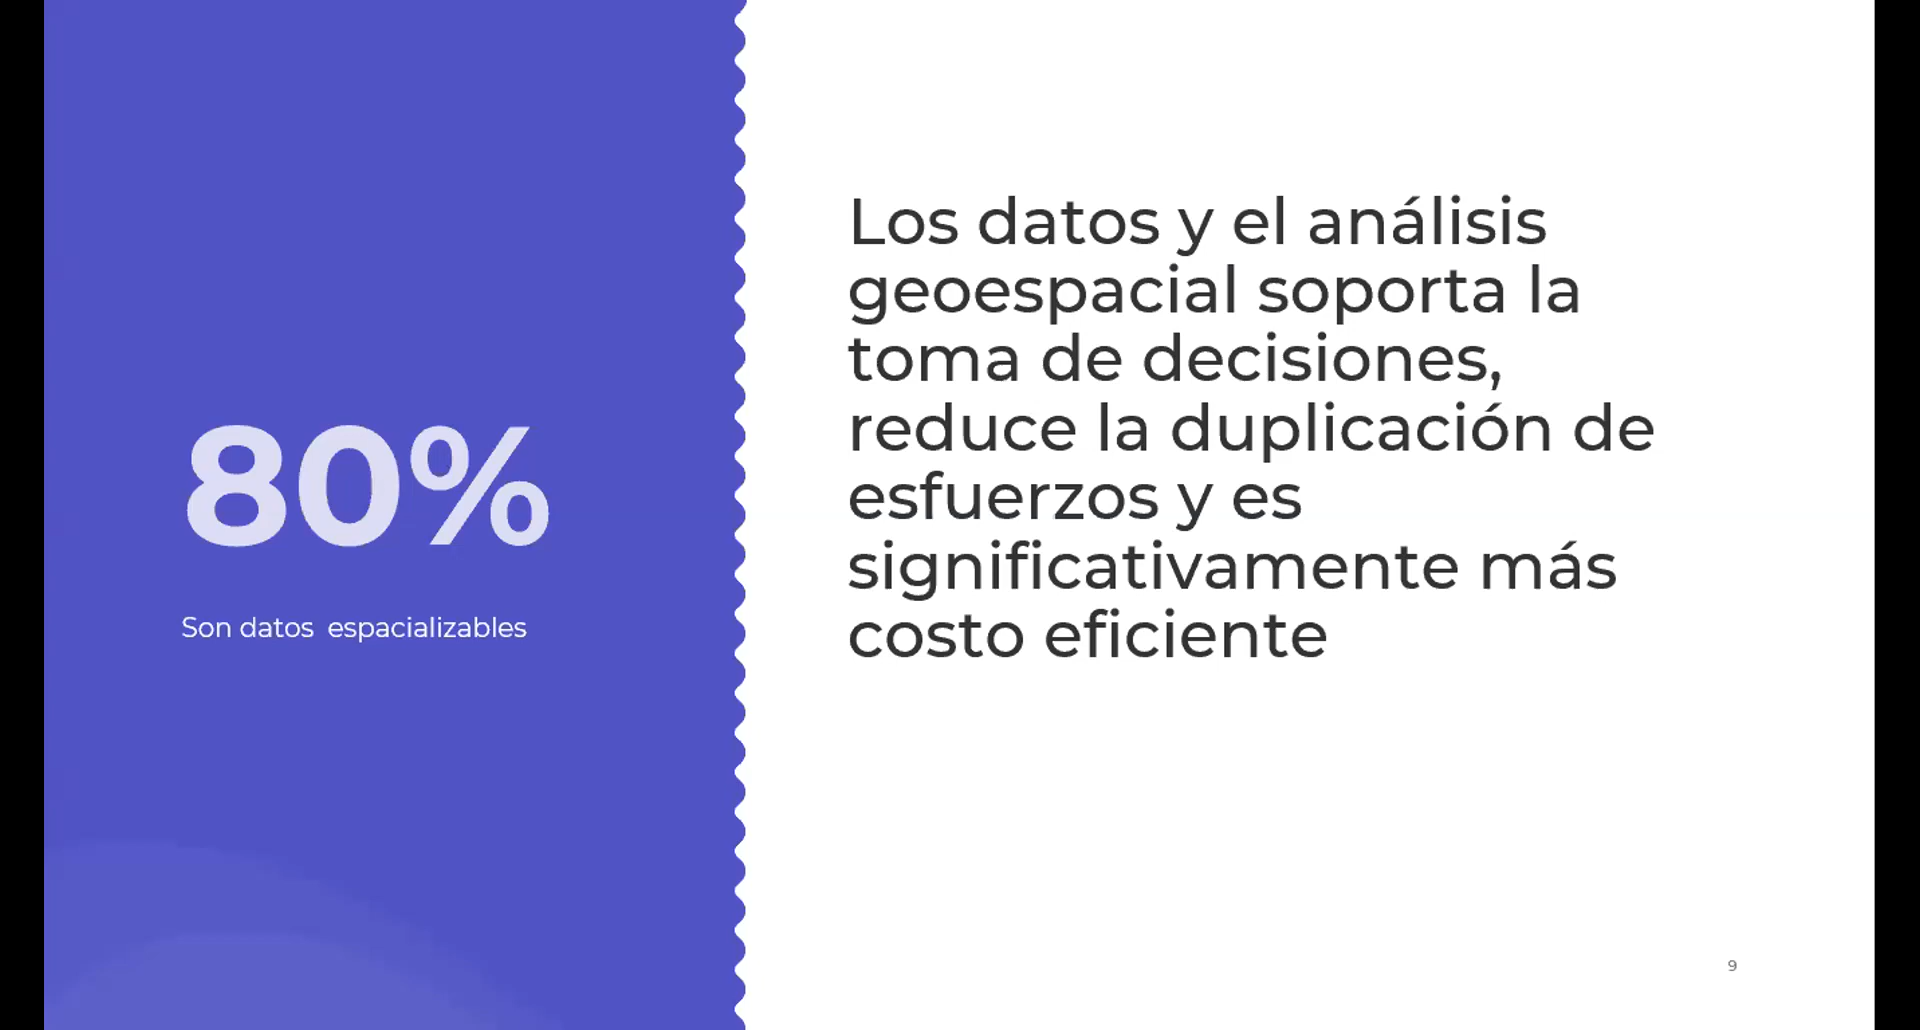 80%
Son datos  espacializables
Los datos y el análisis
geoespacial soporta la
toma de decisiones,
reduce la duplicación de
esfuerzos y es
significativamente más
costo eficiente
9